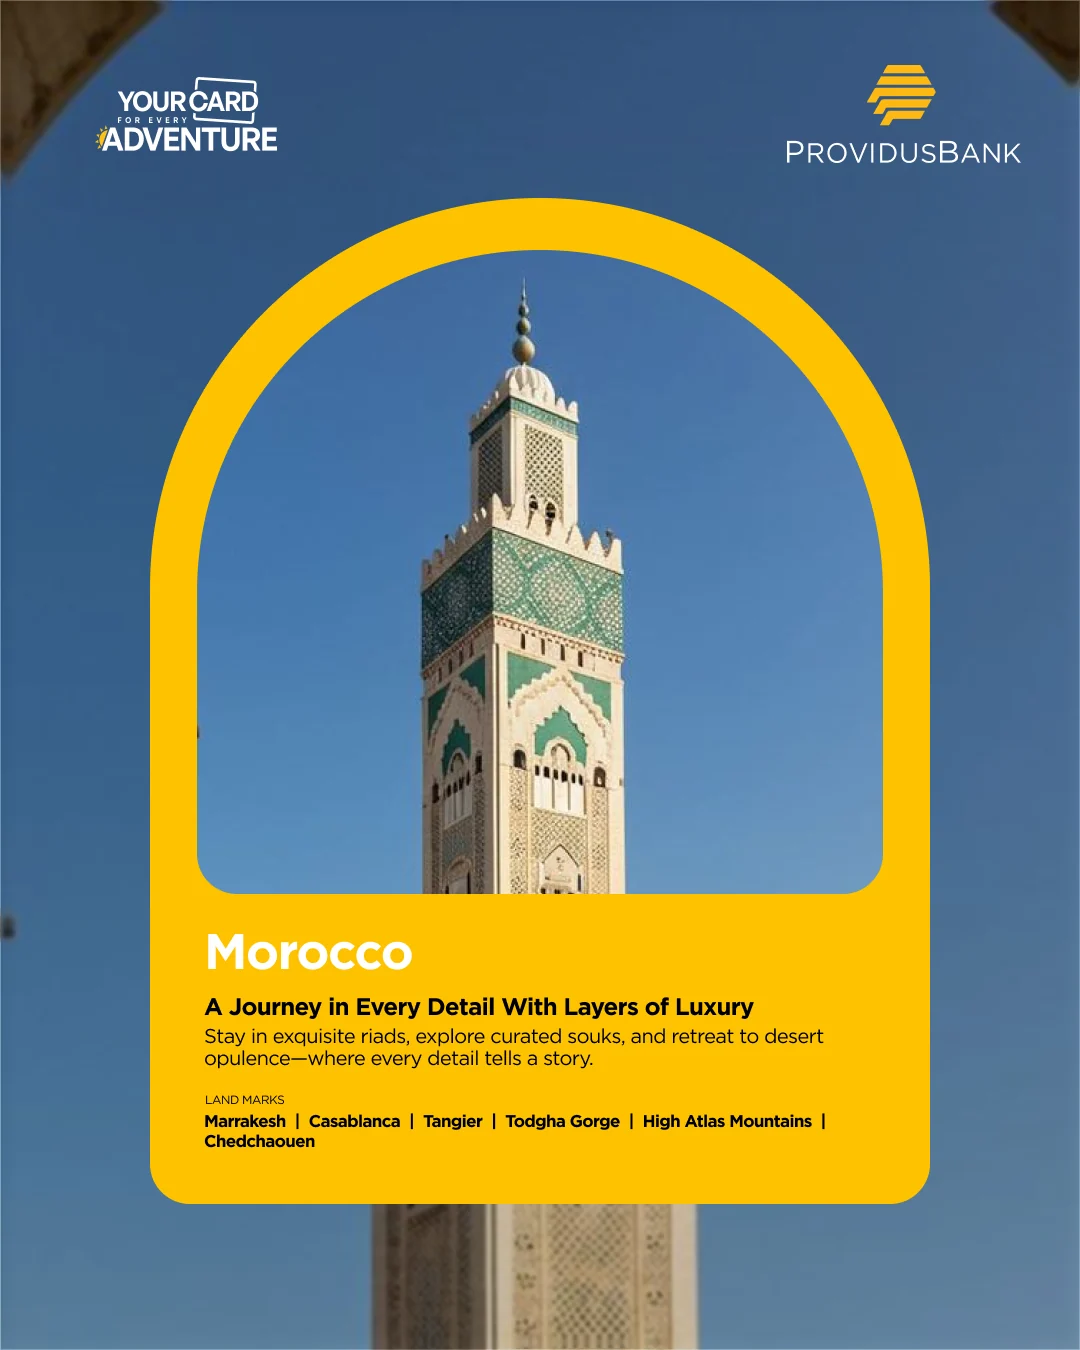 YOUR CARD
FOR EVERY
ADVENTURE
PROVIDUSBANK
Morocco
A Journey in Every Detail With Layers of Luxury
Stay in exquisite riads, explore curated souks, and retreat to desert
opulence—where every detail tells a story.
LAND MARKS
Marrakesh | Casablanca | Tangier | Todgha Gorge | High Atlas Mountains |
Chedchaouen